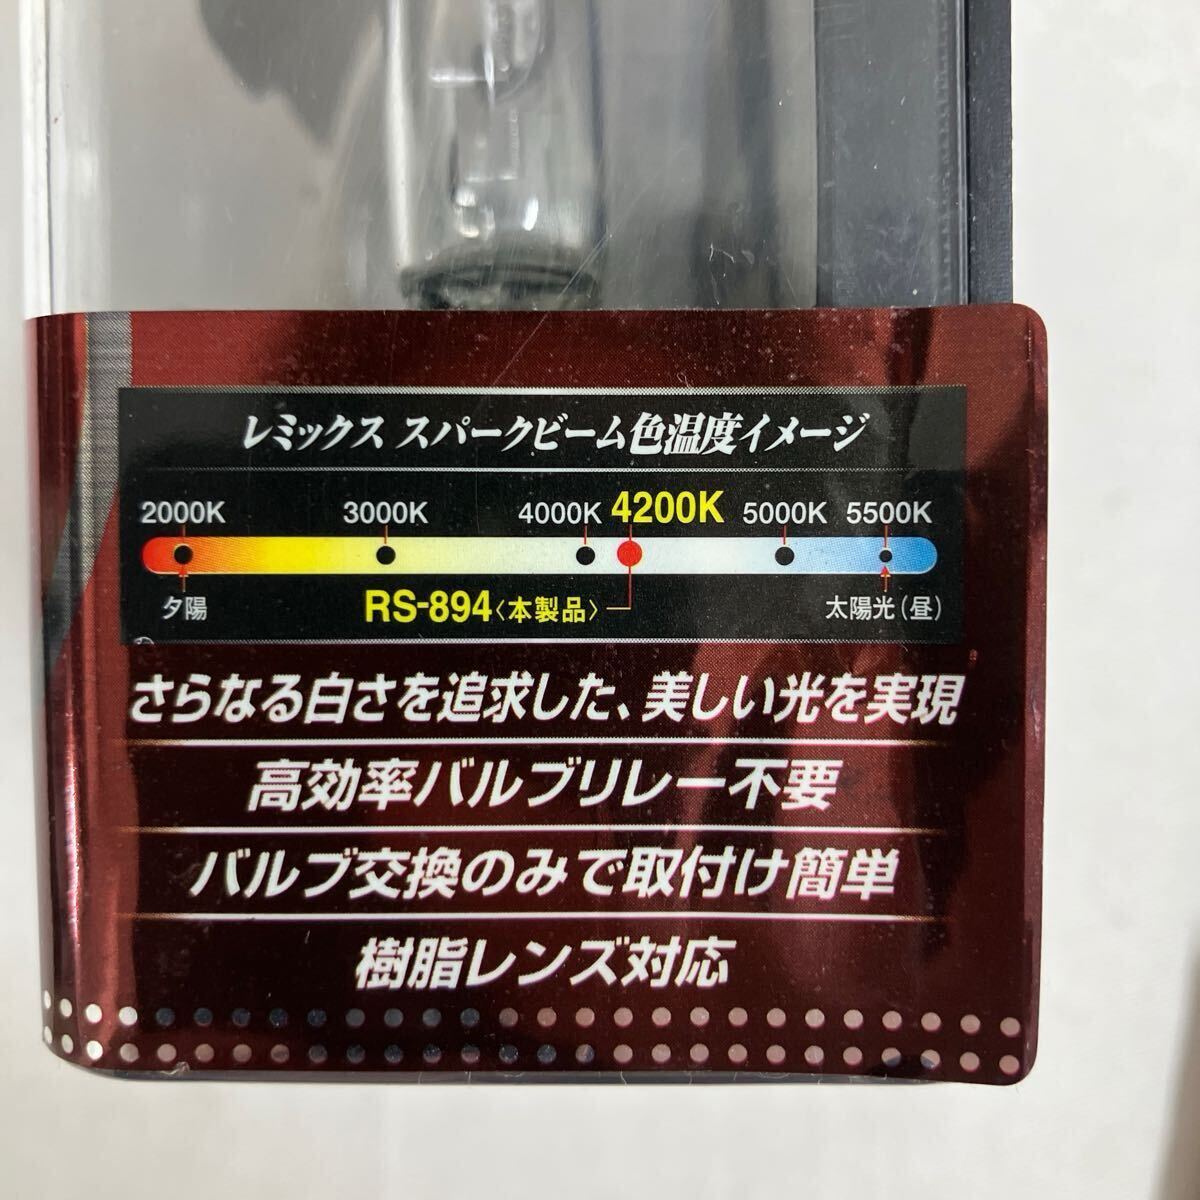 レミックス スパークビーム色温度イメージ
2000K 3000K 4000K 4200K 5000K 5500K
夕陽 RS-894〈本製品〉 太陽光(昼)
さらなる白さを追求した、美しい光を実現
高効率バルブリレー不要
バルブ交換のみで取付け簡単
樹脂レンズ対応